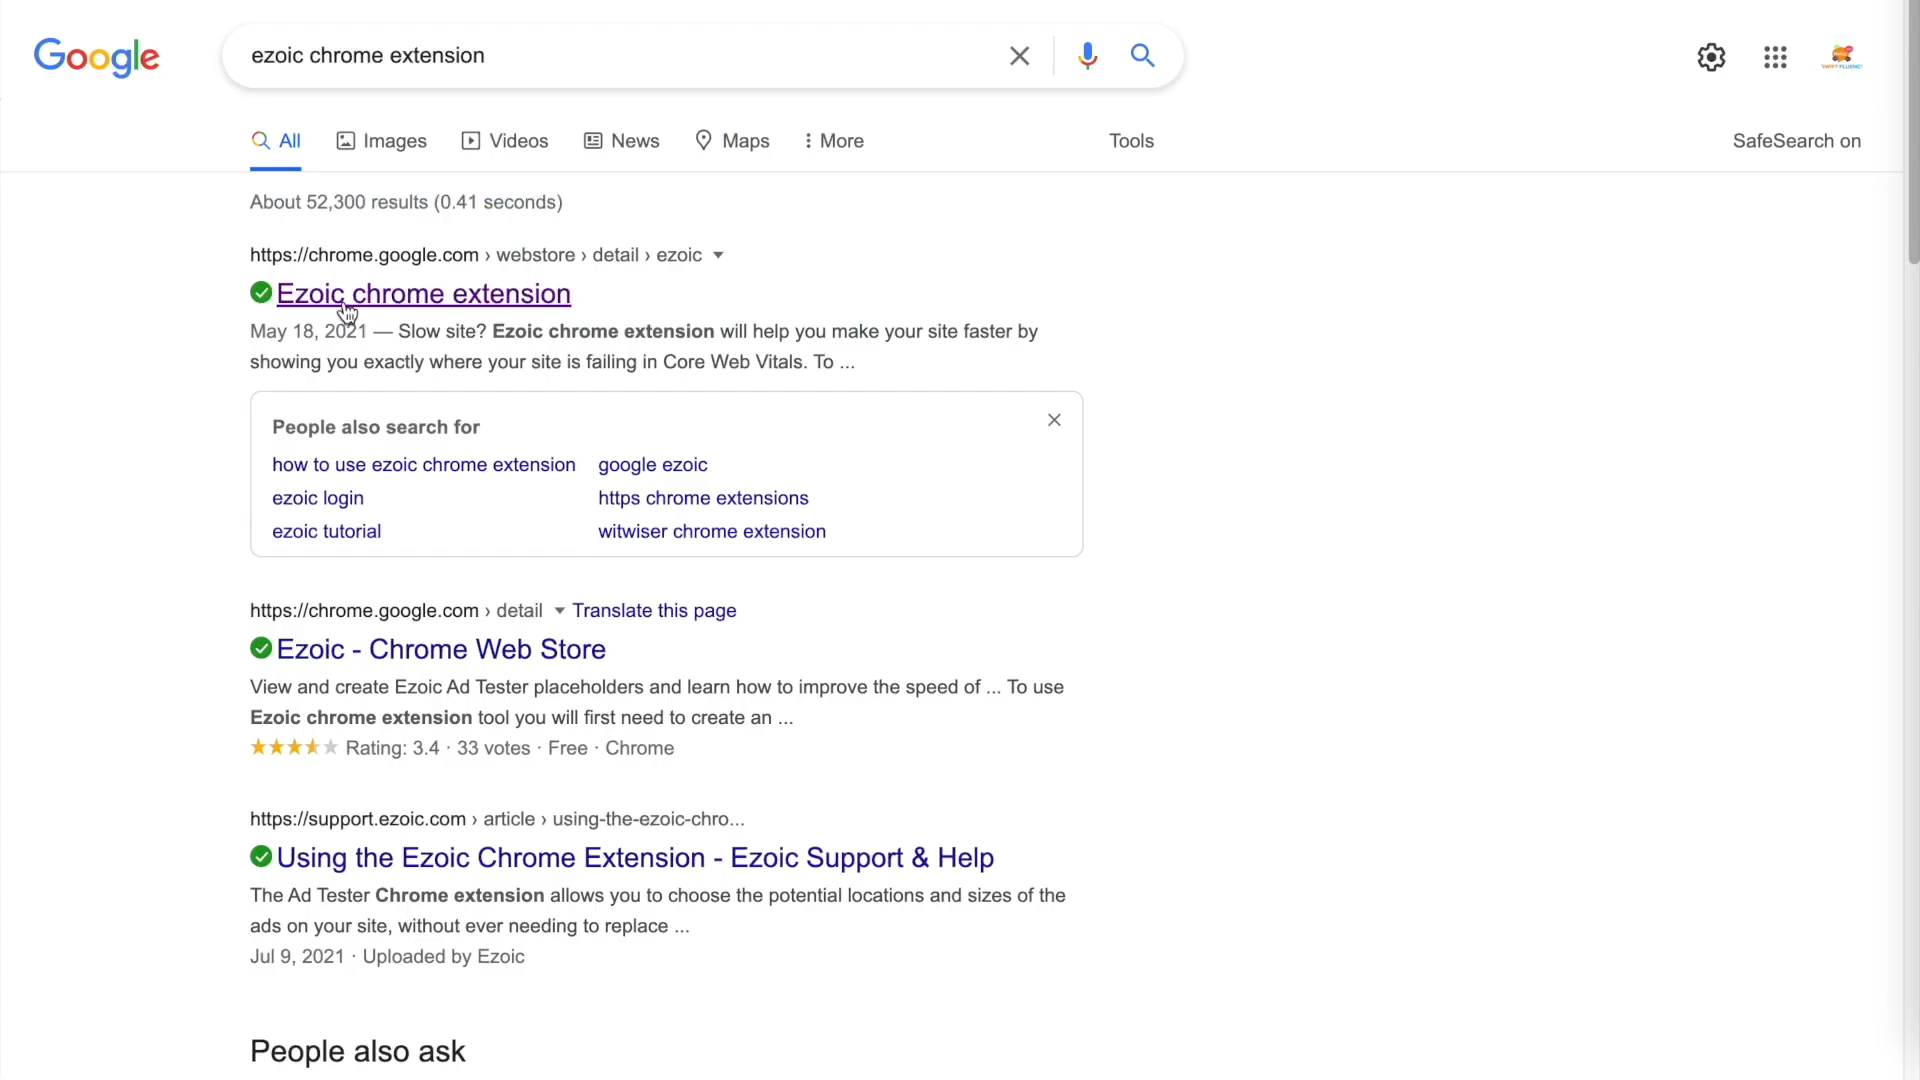 Google
ezoic chrome extension
All
Images
Videos
News
Maps
More
Tools
SafeSearch on
About 52,300 results (0.41 seconds)
https://chrome.google.com › webstore › detail › ezoic
Ezoic chrome extension
May 18, 2021 — Slow site? Ezoic chrome extension will help you make your site faster by
showing you exactly where your site is failing in Core Web Vitals. To ...
People also search for
how to use ezoic chrome extension
google ezoic
ezoic login
https chrome extensions
ezoic tutorial
witwiser chrome extension
https://chrome.google.com › detail
Translate this page
Ezoic - Chrome Web Store
View and create Ezoic Ad Tester placeholders and learn how to improve the speed of ... To use
Ezoic chrome extension tool you will first need to create an ...
Rating: 3.4 · 33 votes · Free · Chrome
https://support.ezoic.com › article › using-the-ezoic-chro...
Using the Ezoic Chrome Extension - Ezoic Support & Help
The Ad Tester Chrome extension allows you to choose the potential locations and sizes of the
ads on your site, without ever needing to replace ...
Jul 9, 2021 · Uploaded by Ezoic
People also ask